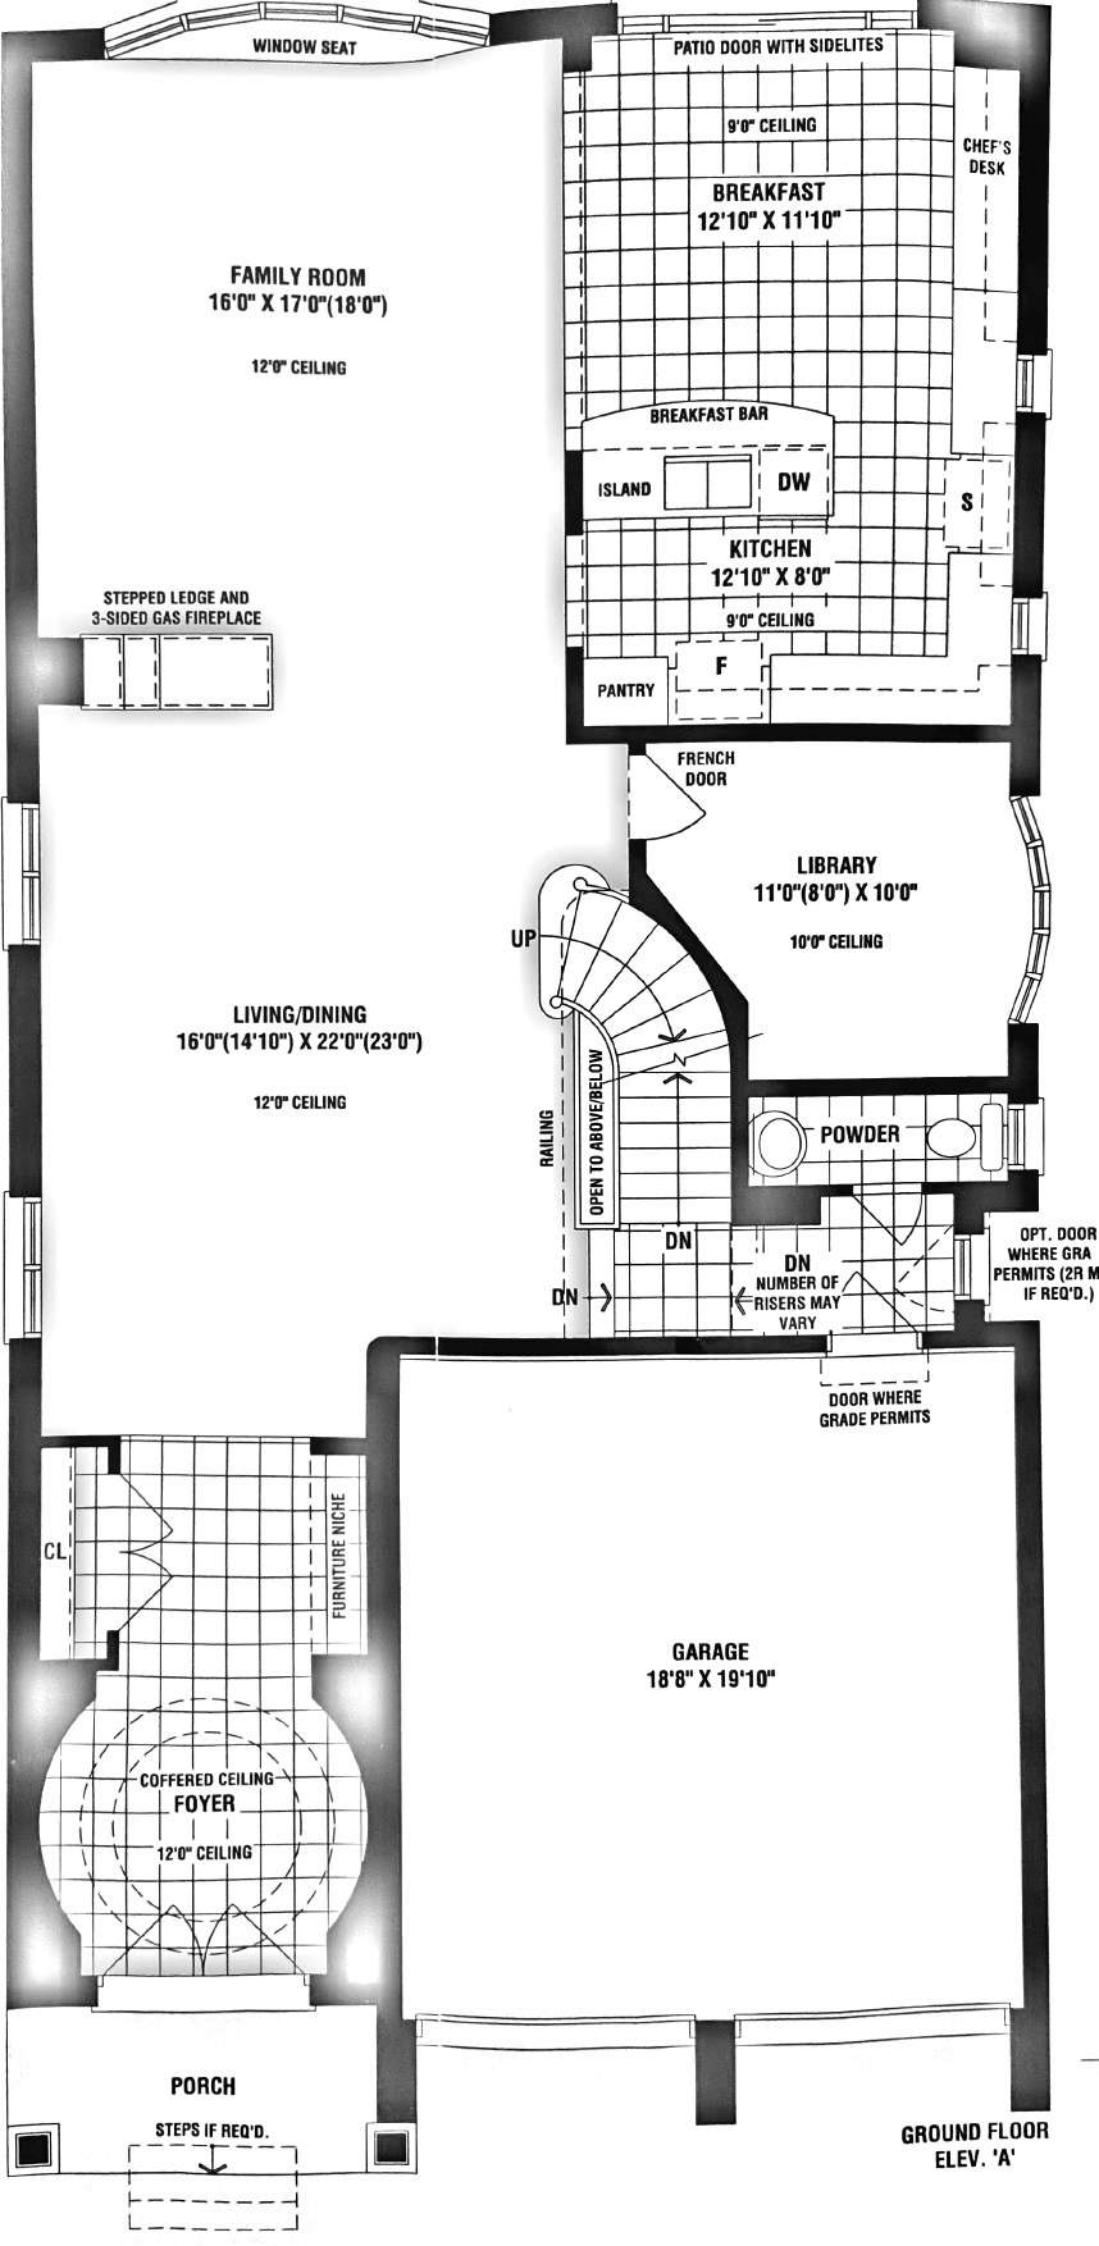 WINDOW SEAT
PATIO DOOR WITH SIDELITES
9'0" CEILING
CHEF'S
DESK
BREAKFAST
12'10" X 11'10"
FAMILY ROOM
16'0" X 17'0"(18'0")
12'0" CEILING
BREAKFAST BAR
ISLAND
DW
S
KITCHEN
12'10" X 8'0"
9'0" CEILING
STEPPED LEDGE AND
3-SIDED GAS FIREPLACE
F
PANTRY
FRENCH
DOOR
LIBRARY
11'0"(8'0") X 10'0"
10'0" CEILING
UP
LIVING/DINING
16'0"(14'10") X 22'0"(23'0")
12'0" CEILING
RAILING
OPEN TO ABOVE/BELOW
POWDER
DN
DN
DN
NUMBER OF
RISERS MAY
VARY
OPT. DOOR
WHERE GRA
PERMITS (2R M
IF REQ'D.)
DOOR WHERE
GRADE PERMITS
CL
FURNITURE NICHE
GARAGE
18'8" X 19'10"
COFFERED CEILING
FOYER
12'0" CEILING
PORCH
STEPS IF REQ'D.
GROUND FLOOR
ELEV. 'A'